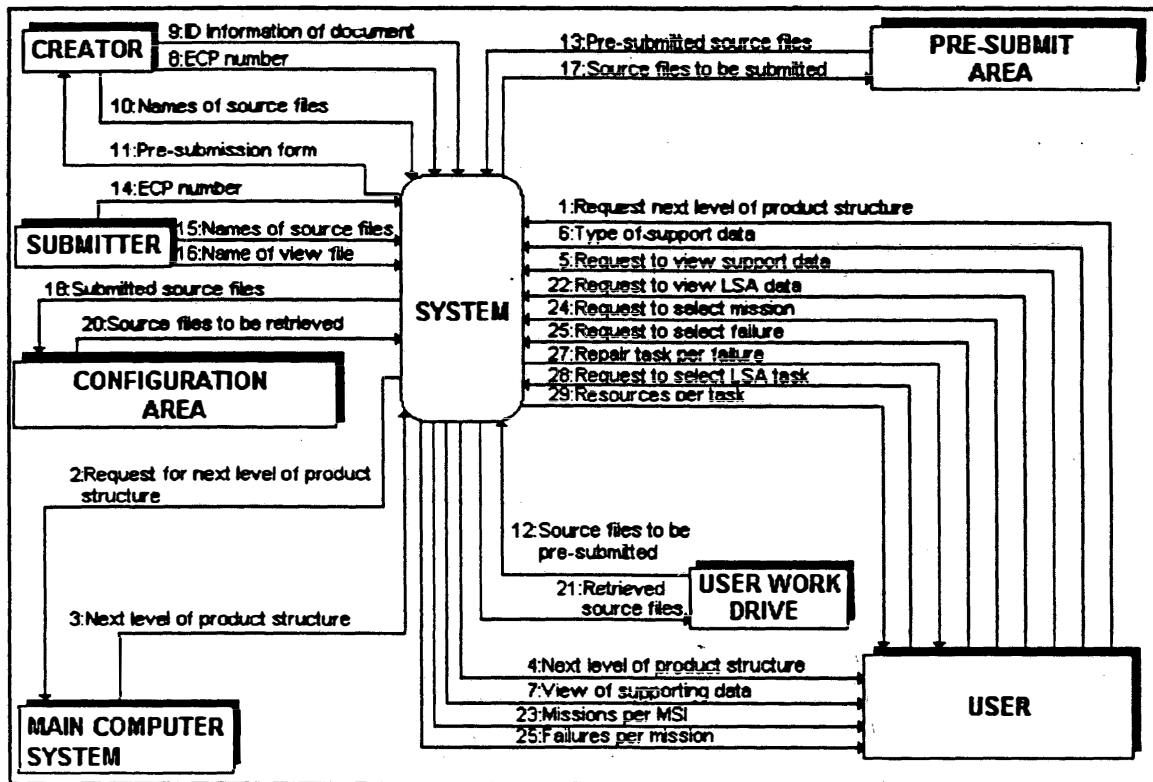 9:ID Information of document
CREATOR
8:ECP number
10:Names of source files
11:Pre-submission form
14:ECP number
SUBMITTER
15:Names of source files
16:Name of view file
18:Submitted source files
20:Source files to be retrieved
CONFIGURATION
AREA
2:Request for next level of product
structure
3:Next level of product structure
MAIN COMPUTER
SYSTEM
SYSTEM
13:Pre-submitted source files
17:Source files to be submitted
PRE-SUBMIT
AREA
1:Request next level of product structure
6:Type of support data
5:Request to view support data
22:Request to view LSA data
24:Request to select mission
25:Request to select failure
27:Repair task per failure
28:Request to select LSA task
29:Resources per task
12:Source files to be
pre-submitted
21:Retrieved
source files
USER WORK
DRIVE
4:Next level of product structure
7:View of supporting data
23:Missions per MSI
25:Failures per mission
USER